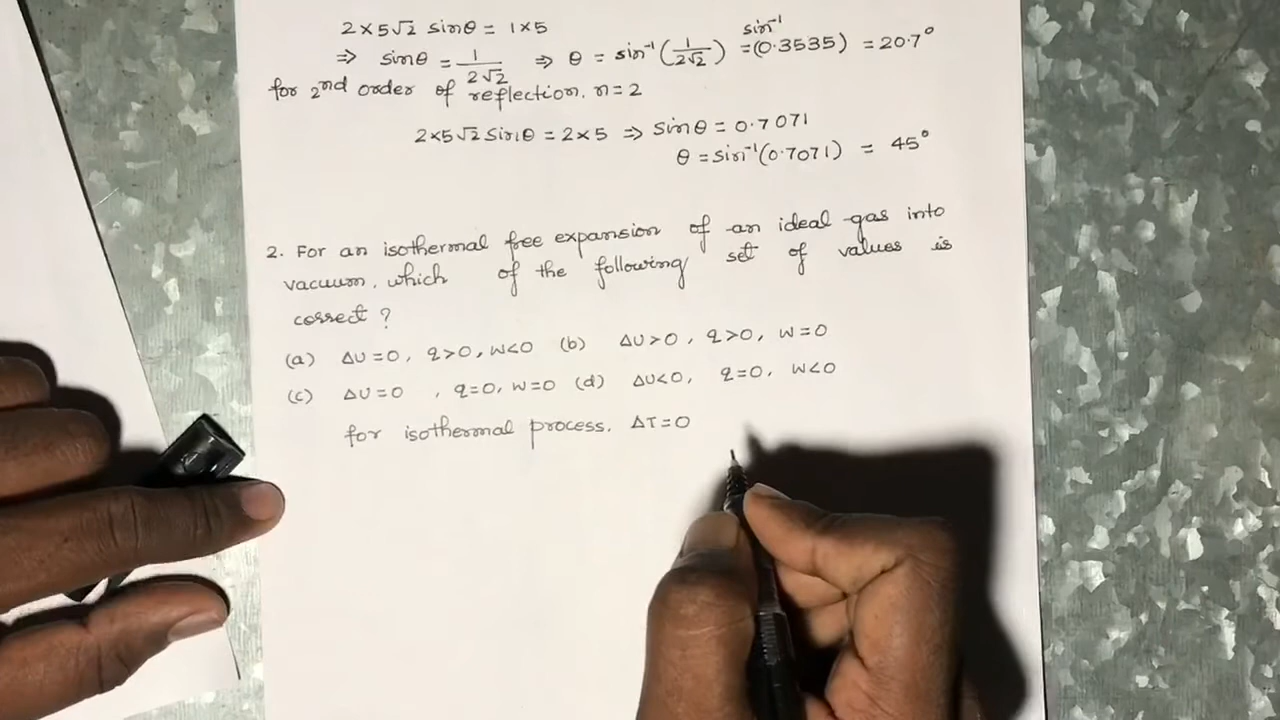 2×5√2 sinθ = 1×5
⇒ sinθ = 1/2√2 ⇒ θ = sin⁻¹(1/2√2) = sin⁻¹(0.3535) = 20.7°
for 2nd order of reflection. n=2
2×5√2 sinθ = 2×5 ⇒ sinθ = 0.7071
θ = sin⁻¹(0.7071) = 45°
2. For an isothermal free expansion of an ideal gas into
vacuum, which of the following set of values is
correct?
(a) ΔU=0, q>0, W<0 (b) ΔU>0, q>0, W=0
(c) ΔU=0, q=0, W=0 (d) ΔU<0, q=0, W<0
for isothermal process. ΔT=0